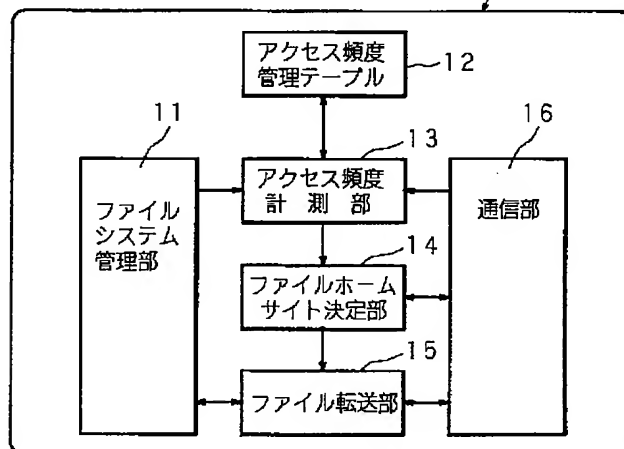 アクセス頻度
管理テーブル
12
11
16
13
アクセス頻度
計測部
ファイル
システム
管理部
通信部
14
ファイルホーム
サイト決定部
15
ファイル転送部